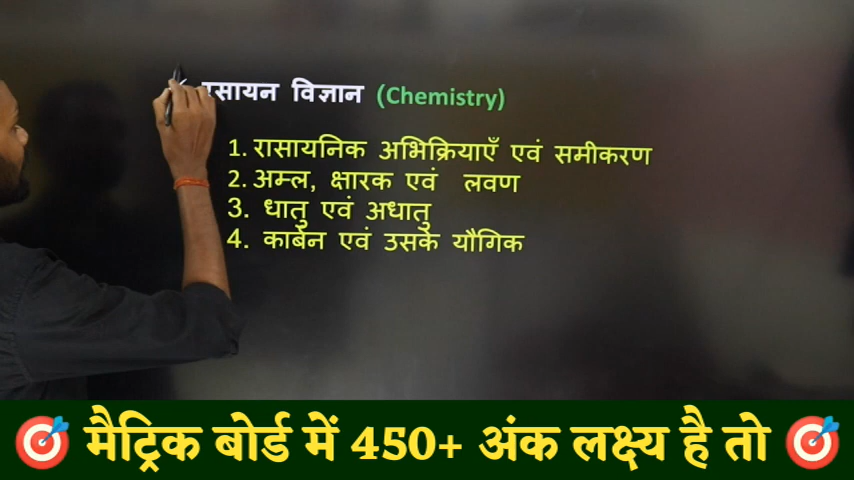 रसायन विज्ञान (Chemistry)
1. रासायनिक अभिक्रियाएँ एवं समीकरण
2. अम्ल, क्षारक एवं लवण
3. धातु एवं अधातु
4. कार्बन एवं उसके यौगिक
मैट्रिक बोर्ड में 450+ अंक लक्ष्य है तो